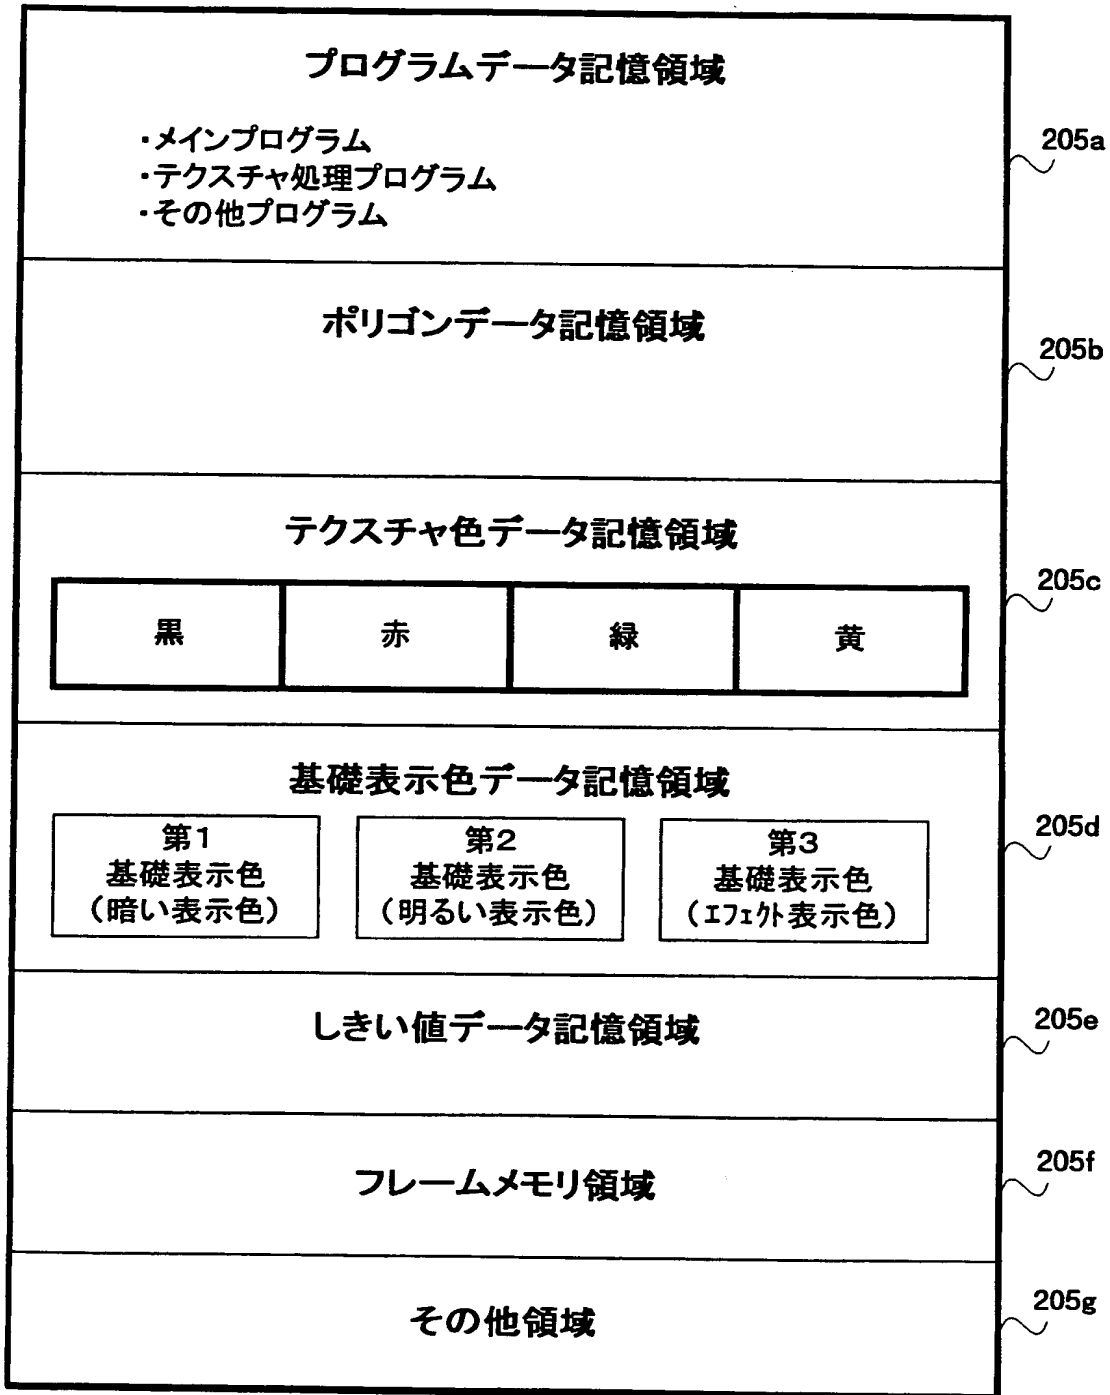 プログラムデータ記憶領域
・メインプログラム
・テクスチャ処理プログラム
・その他プログラム
205a
ポリゴンデータ記憶領域
205b
テクスチャ色データ記憶領域
205c
黒 赤 緑 黄
基礎表示色データ記憶領域
205d
第1
基礎表示色
(暗い表示色)
第2
基礎表示色
(明るい表示色)
第3
基礎表示色
(エフェクト表示色)
しきい値データ記憶領域
205e
フレームメモリ領域
205f
その他領域
205g